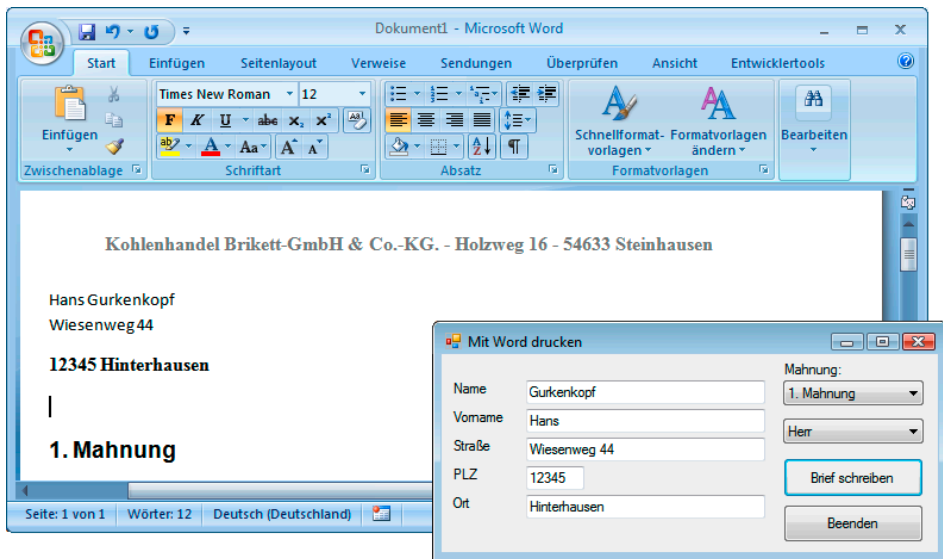 Dokument1 - Microsoft Word
Start Einfügen Seitenlayout Verweise Sendungen Überprüfen Ansicht Entwicklertools
Einfügen
Zwischenablage
Times New Roman 12
F K U abe x₂ x²
ab Aa A A
Aa
Schriftart
Absatz
Schnellformat-
vorlagen
Formatvorlagen
ändern
Formatvorlagen
Bearbeiten
Kohlenhandel Brikett-GmbH & Co.-KG. - Holzweg 16 - 54633 Steinhausen
Hans Gurkenkopf
Wiesenweg 44
12345 Hinterhausen
1. Mahnung
Seite: 1 von 1 Wörter: 12 Deutsch (Deutschland)
Mit Word drucken
Name Gurkenkopf
Vorname Hans
Straße Wiesenweg 44
PLZ 12345
Ort Hinterhausen
Mahnung:
1. Mahnung
Herr
Brief schreiben
Beenden